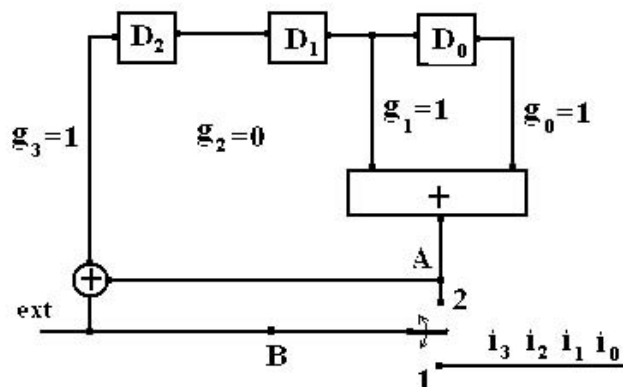 D₂ D₁ D₀
g₃=1 g₂=0 g₁=1 g₀=1
+
A
+
2
ext
B
i₃ i₂ i₁ i₀
1